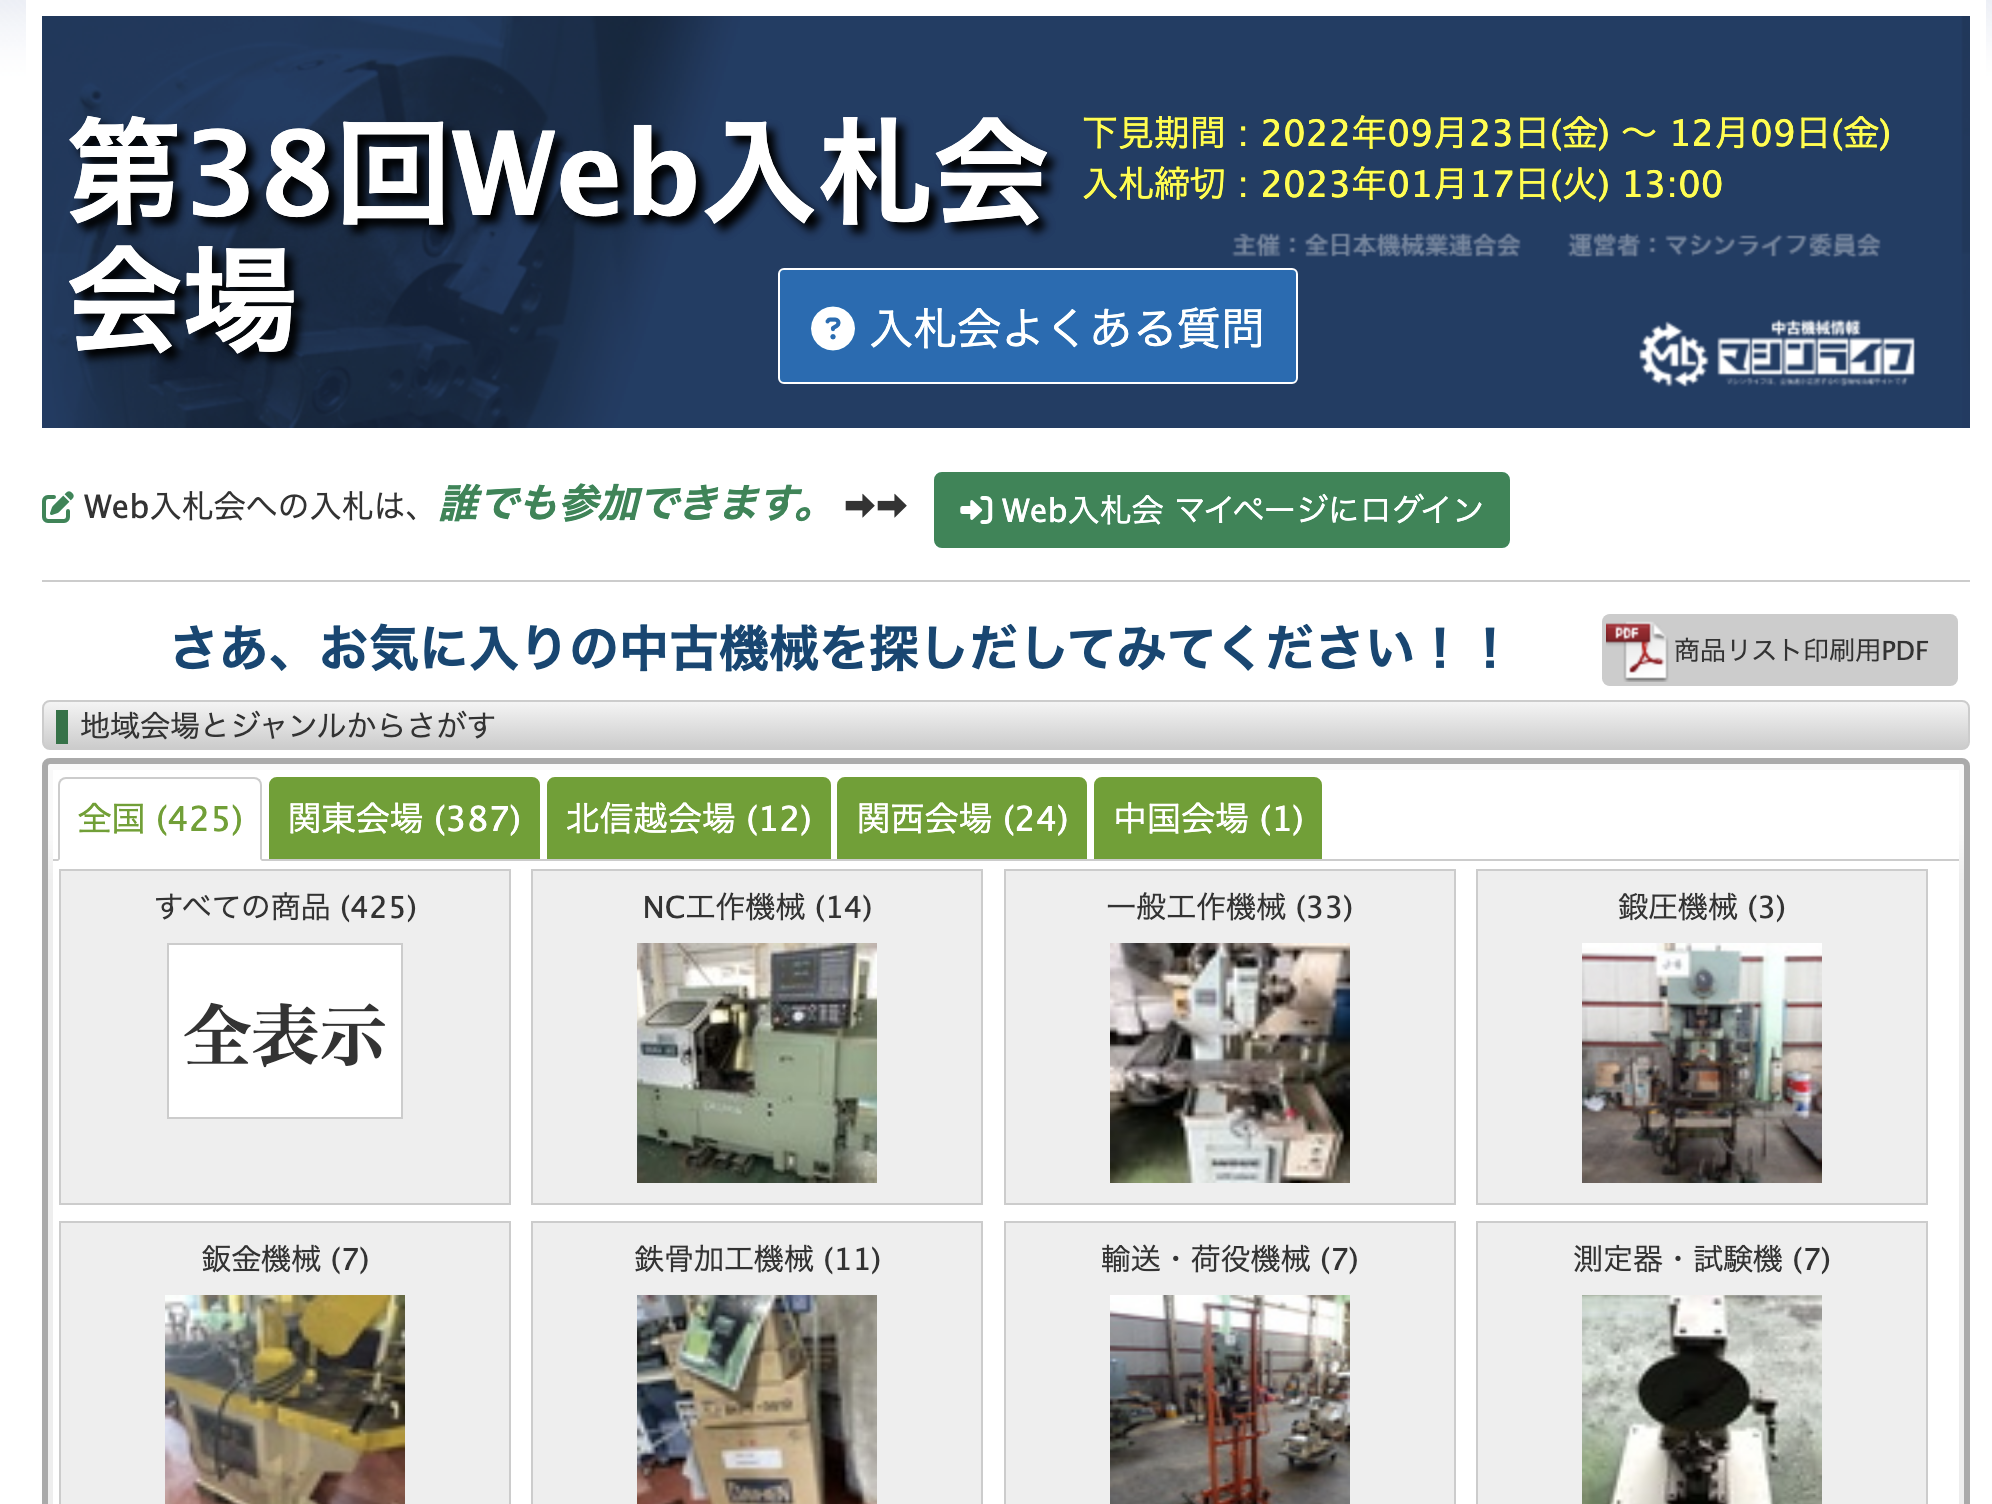 第38回Web入札会
会場
下見期間：2022年09月23日(金) ～ 12月09日(金)
入札締切：2023年01月17日(火) 13:00
主催：全日本機械業連合会　　運営者：マシンライフ委員会
入札会よくある質問
中古機械情報
マシンライフ
Web入札会への入札は、誰でも参加できます。
Web入札会 マイページにログイン
さあ、お気に入りの中古機械を探しだしてみてください！！
PDF 商品リスト印刷用PDF
地域会場とジャンルからさがす
全国 (425) 関東会場 (387) 北信越会場 (12) 関西会場 (24) 中国会場 (1)
すべての商品 (425) NC工作機械 (14) 一般工作機械 (33) 鍛圧機械 (3)
全表示
鈑金機械 (7) 鉄骨加工機械 (11) 輸送・荷役機械 (7) 測定器・試験機 (7)